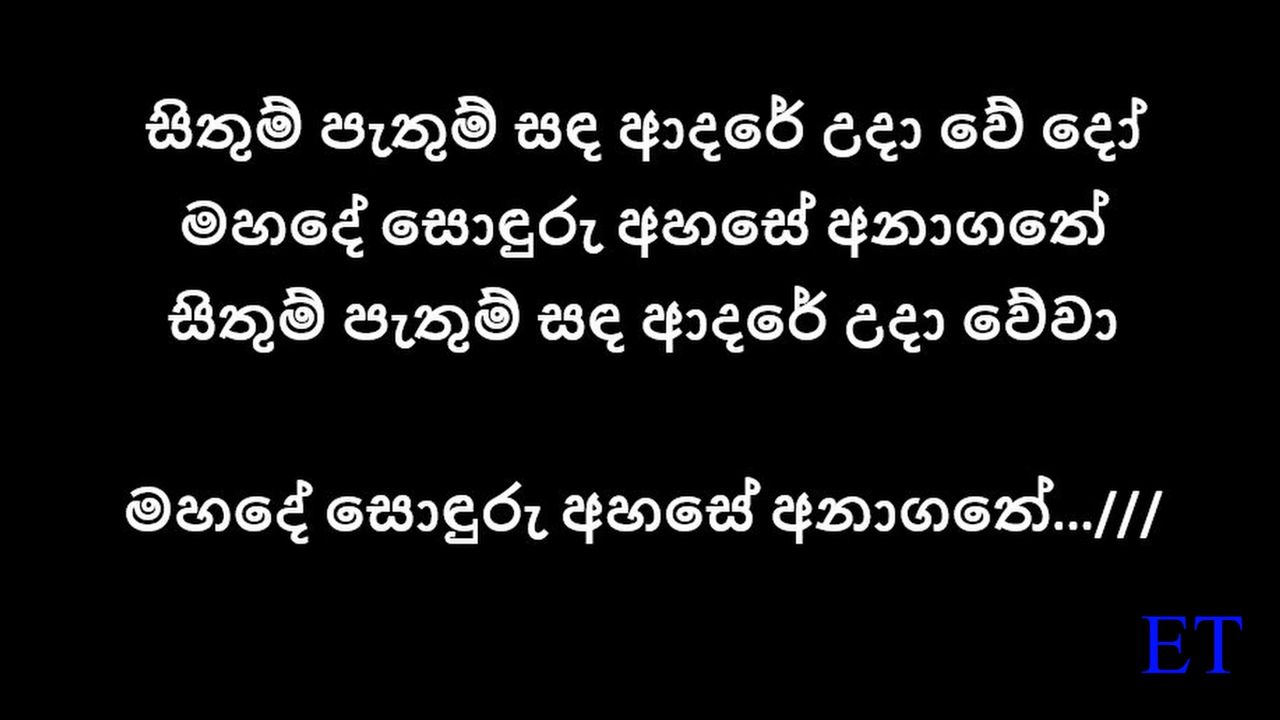 සිතුම් පැතුම් සඳ ආදරේ උදා වේ දෝ
මහදේ සොඳුරු අහසේ අනාගතේ
සිතුම් පැතුම් සඳ ආදරේ උදා වේවා
මහදේ සොඳුරු අහසේ අනාගතේ...///
ET